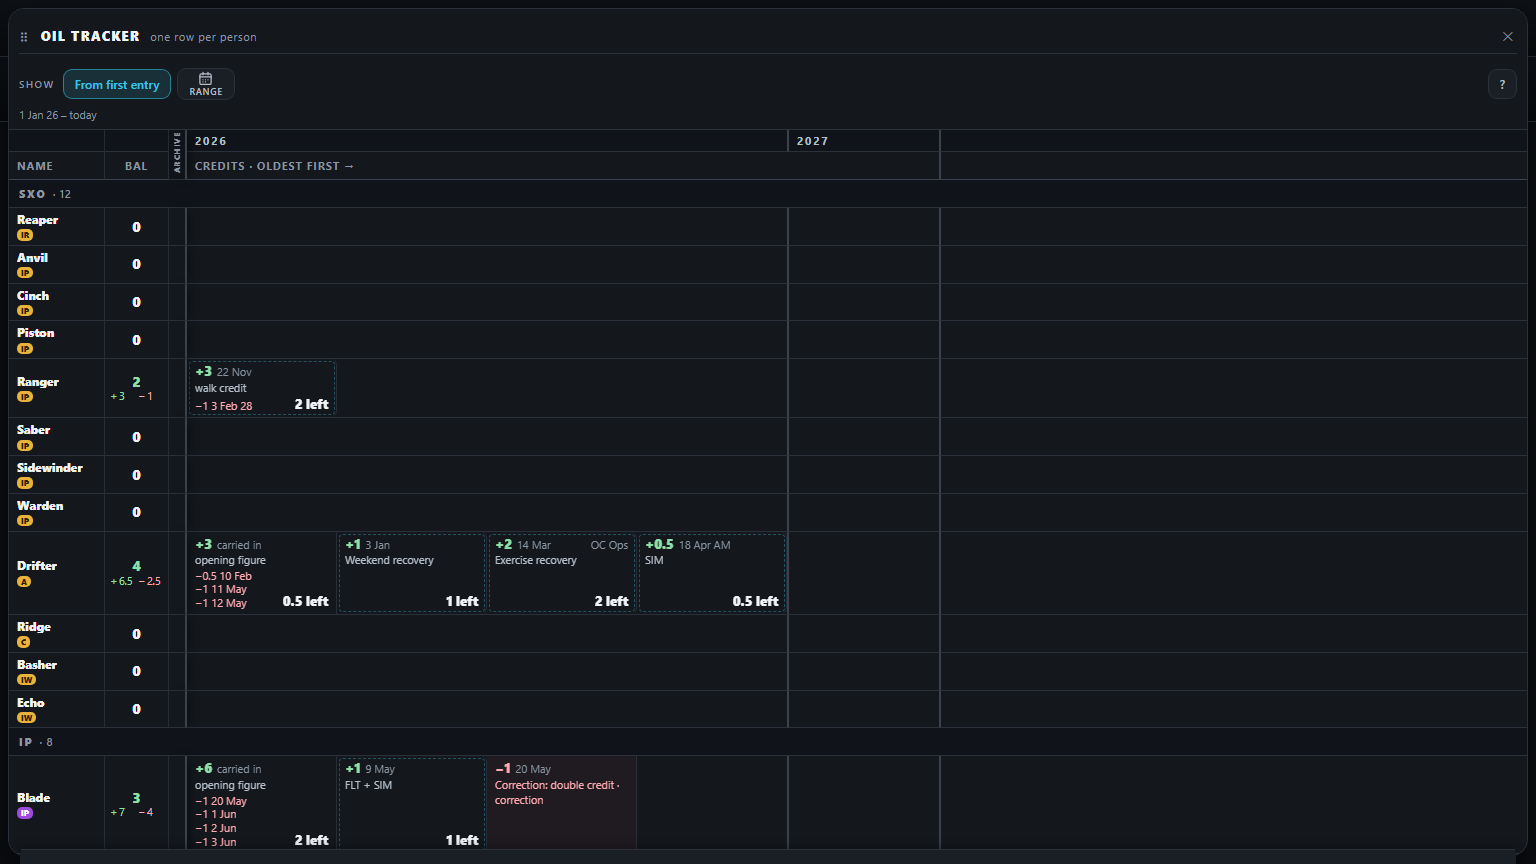 OIL TRACKER one row per person
SHOW From first entry RANGE ?
1 Jan 26 – today
ARCHIVE
2026 2027
NAME BAL CREDITS · OLDEST FIRST →
SXO · 12
Reaper
IR
0
Anvil
IP
0
Cinch
IP
0
Piston
IP
0
Ranger
IP
2
+3 −1
+3 22 Nov
walk credit
−1 3 Feb 28
2 left
Saber
IP
0
Sidewinder
IP
0
Warden
IP
0
Drifter
A
4
+6.5 −2.5
+3 carried in
opening figure
−0.5 10 Feb
−1 11 May
−1 12 May
0.5 left
+1 3 Jan
Weekend recovery
1 left
+2 14 Mar OC Ops
Exercise recovery
2 left
+0.5 18 Apr AM
SIM
0.5 left
Ridge
C
0
Basher
IW
0
Echo
IW
0
IP · 8
Blade
IP
3
+7 −4
+6 carried in
opening figure
−1 20 May
−1 1 Jun
−1 2 Jun
−1 3 Jun
2 left
+1 9 May
FLT + SIM
1 left
−1 20 May
Correction: double credit ·
correction